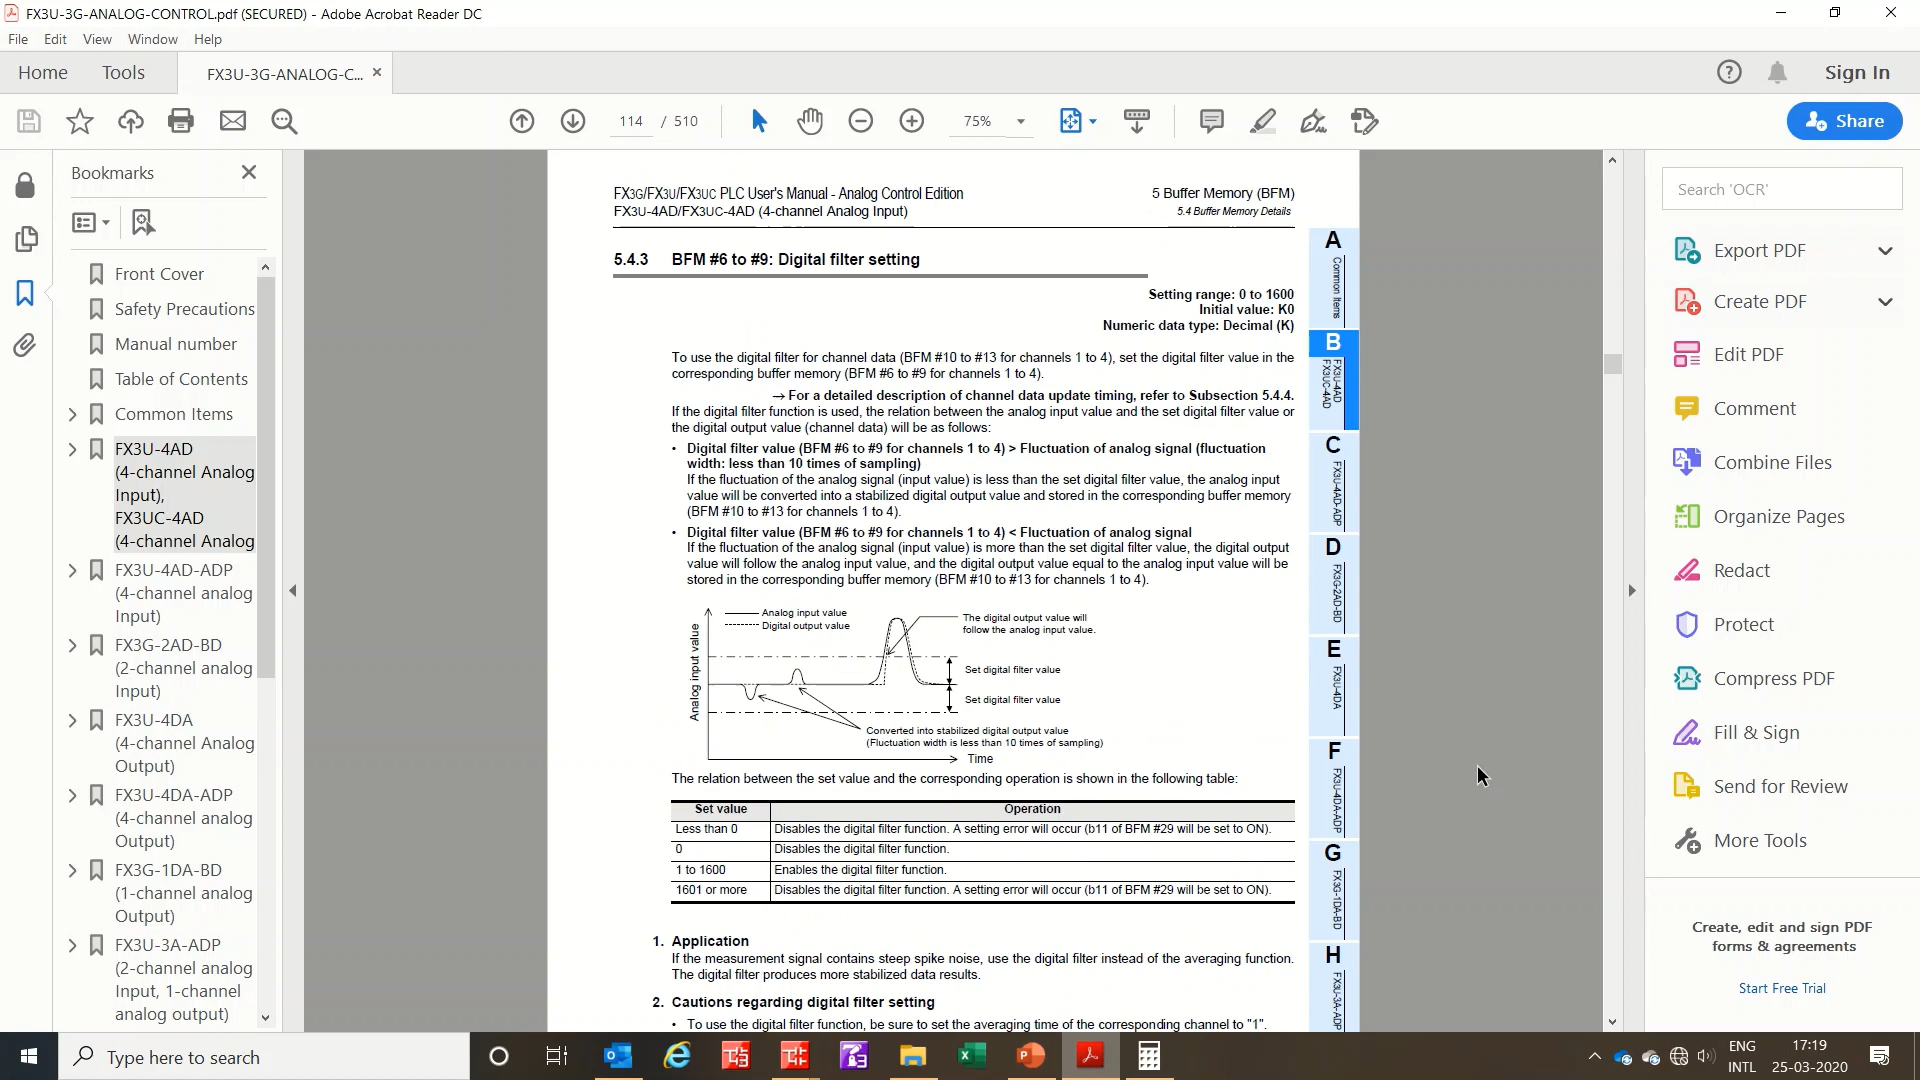 FX3U-3G-ANALOG-CONTROL.pdf (SECURED) - Adobe Acrobat Reader DC
File Edit View Window Help
Home Tools FX3U-3G-ANALOG-C... × Sign In
114 / 510 75% Share
Bookmarks
Front Cover
Safety Precautions
Manual number
Table of Contents
Common Items
FX3U-4AD
(4-channel Analog
Input),
FX3UC-4AD
(4-channel Analog
FX3U-4AD-ADP
(4-channel analog
Input)
FX3G-2AD-BD
(2-channel analog
Input)
FX3U-4DA
(4-channel Analog
Output)
FX3U-4DA-ADP
(4-channel analog
Output)
FX3G-1DA-BD
(1-channel analog
Output)
FX3U-3A-ADP
(2-channel analog
Input, 1-channel
analog output)
FX3G/FX3U/FX3UC PLC User's Manual - Analog Control Edition
FX3U-4AD/FX3UC-4AD (4-channel Analog Input)
5 Buffer Memory (BFM)
5.4 Buffer Memory Details
5.4.3 BFM #6 to #9: Digital filter setting
Setting range: 0 to 1600
Initial value: K0
Numeric data type: Decimal (K)
To use the digital filter for channel data (BFM #10 to #13 for channels 1 to 4), set the digital filter value in the
corresponding buffer memory (BFM #6 to #9 for channels 1 to 4).
→ For a detailed description of channel data update timing, refer to Subsection 5.4.4.
If the digital filter function is used, the relation between the analog input value and the set digital filter value or
the digital output value (channel data) will be as follows:
• Digital filter value (BFM #6 to #9 for channels 1 to 4) > Fluctuation of analog signal (fluctuation
width: less than 10 times of sampling)
If the fluctuation of the analog signal (input value) is less than the set digital filter value, the analog input
value will be converted into a stabilized digital output value and stored in the corresponding buffer memory
(BFM #10 to #13 for channels 1 to 4).
• Digital filter value (BFM #6 to #9 for channels 1 to 4) < Fluctuation of analog signal
If the fluctuation of the analog signal (input value) is more than the set digital filter value, the digital output
value will follow the analog input value, and the digital output value equal to the analog input value will be
stored in the corresponding buffer memory (BFM #10 to #13 for channels 1 to 4).
Analog input value
Analog input value
Digital output value
The digital output value will
follow the analog input value.
Set digital filter value
Set digital filter value
Converted into stabilized digital output value
(Fluctuation width is less than 10 times of sampling)
Time
The relation between the set value and the corresponding operation is shown in the following table:
Set value Operation
Less than 0 Disables the digital filter function. A setting error will occur (b11 of BFM #29 will be set to ON).
0 Disables the digital filter function.
1 to 1600 Enables the digital filter function.
1601 or more Disables the digital filter function. A setting error will occur (b11 of BFM #29 will be set to ON).
1. Application
If the measurement signal contains steep spike noise, use the digital filter instead of the averaging function.
The digital filter produces more stabilized data results.
2. Cautions regarding digital filter setting
• To use the digital filter function, be sure to set the averaging time of the corresponding channel to "1".
A
Common Items
B
FX3U-4AD
FX3UC-4AD
C
FX3U-4AD-ADP
D
FX3G-2AD-BD
E
FX3U-4DA
F
FX3U-4DA-ADP
G
FX3G-1DA-BD
H
FX3U-3A-ADP
Search 'OCR'
Export PDF
Create PDF
Edit PDF
Comment
Combine Files
Organize Pages
Redact
Protect
Compress PDF
Fill & Sign
Send for Review
More Tools
Create, edit and sign PDF
forms & agreements
Start Free Trial
Type here to search
ENG
INTL
17:19
25-03-2020